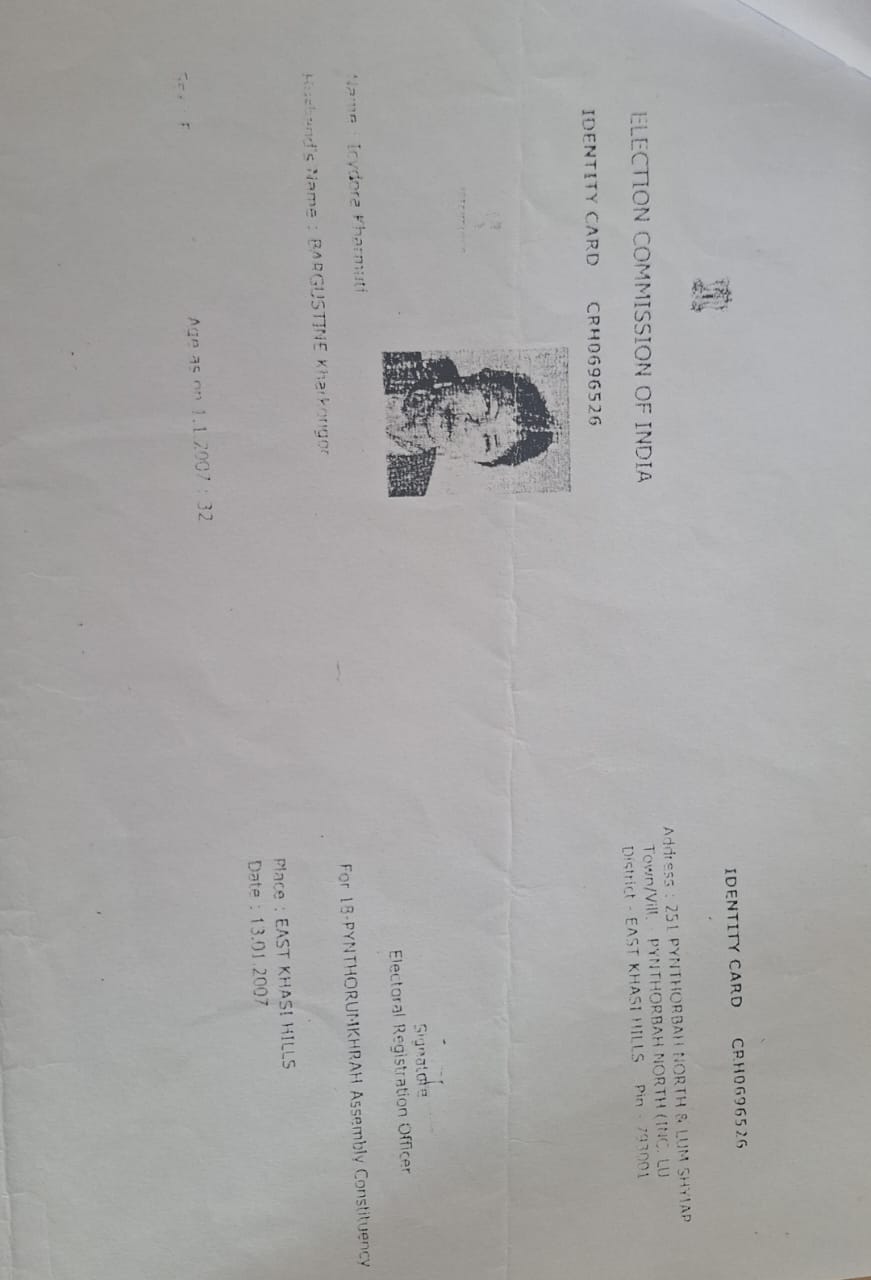 ELECTION COMMISSION OF INDIA
IDENTITY CARD CRH0696526
Name : Kharmuti
Husband's Name : BARGUSTINE Kharkongor
Sex : F
Age as on 1.1.2007 : 32
IDENTITY CARD CRH0696526
Address : 251 PYNTHORBAH NORTH & LUM SHYIAP
Town/Vill. PYNTHORBAH NORTH (INC. LU
District - EAST KHASI HILLS Pin : 793001
Signature
Electoral Registration Officer
For 18-PYNTHORUMKHRAH Assembly Constituency
Place : EAST KHASI HILLS
Date : 13.01.2007